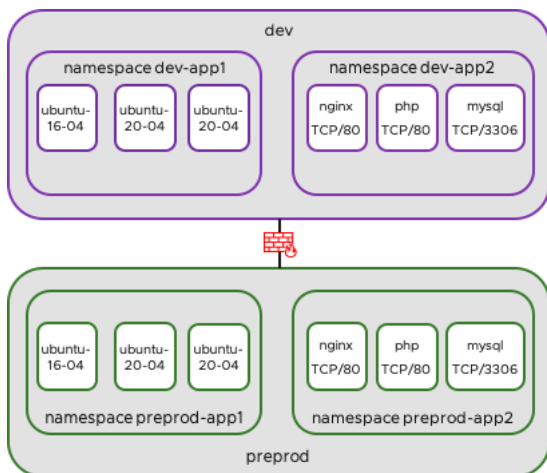 dev
namespace dev-app1
ubuntu-
16-04
ubuntu-
20-04
ubuntu-
20-04
namespace dev-app2
nginx
TCP/80
php
TCP/80
mysql
TCP/3306
ubuntu-
16-04
ubuntu-
20-04
ubuntu-
20-04
namespace preprod-app1
nginx
TCP/80
php
TCP/80
mysql
TCP/3306
namespace preprod-app2
preprod